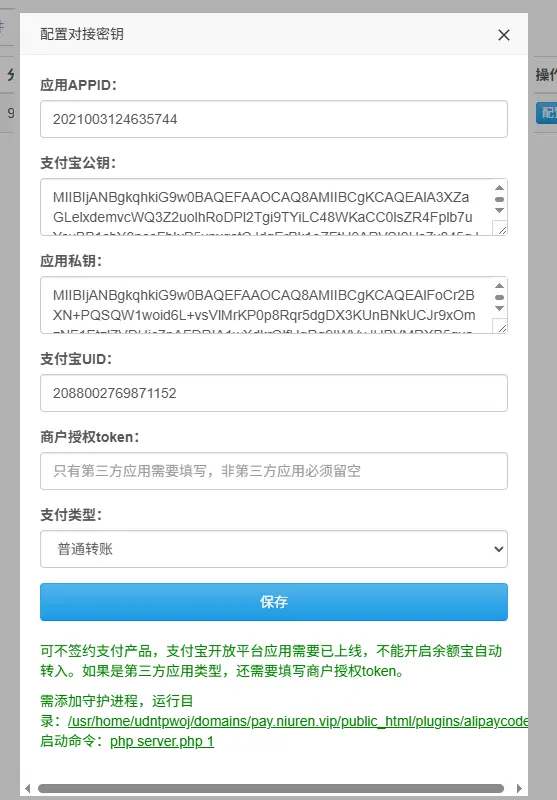 配置对接密钥
操作
9
配置
应用APPID：
2021003124635744
支付宝公钥：
MIIBIjANBgkqhkiG9w0BAQEFAAOCAQ8AMIIBCgKCAQEAlA3XZa
GLelxdemvcWQ3Z2uolhRoDPI2Tgi9TYiLC48WKaCC0lsZR4Fplb7u
应用私钥：
MIIBIjANBgkqhkiG9w0BAQEFAAOCAQ8AMIIBCgKCAQEAlFoCr2B
XN+PQSQW1woid6L+vsVlMrKP0p8Rqr5dgDX3KUnBNkUCJr9xOm
支付宝UID：
2088002769871152
商户授权token：
只有第三方应用需要填写，非第三方应用必须留空
支付类型：
普通转账
保存
可不签约支付产品，支付宝开放平台应用需要已上线，不能开启余额宝自动
转入。如果是第三方应用类型，还需要填写商户授权token。
需添加守护进程，运行目
录：/usr/home/udntpwoj/domains/pay.niuren.vip/public_html/plugins/alipaycode
启动命令：php server.php 1